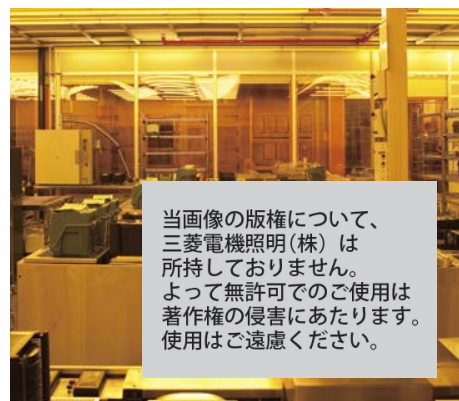 当画像の版権について、
三菱電機照明(株)は
所持しておりません。
よって無許可でのご使用は
著作権の侵害にあたります。
使用はご遠慮ください。